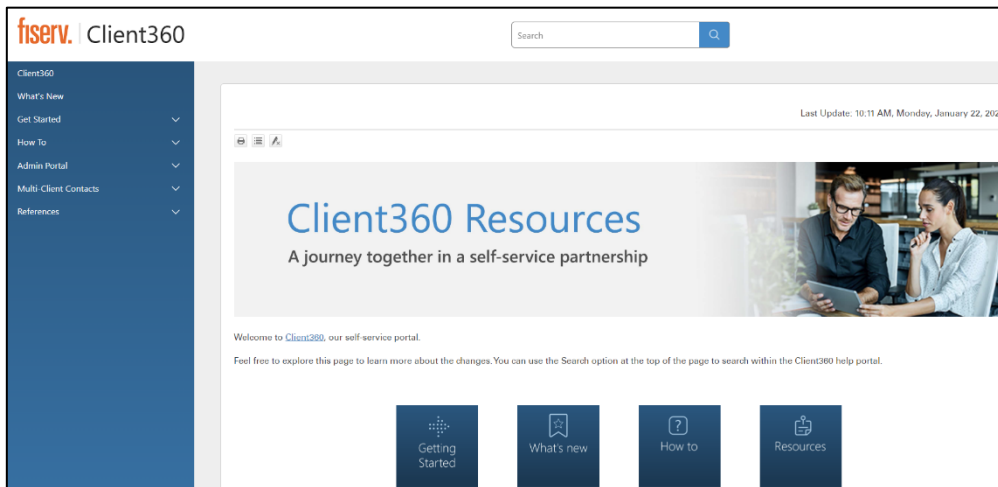 fiserv. Client360
Search
Client360
What's New
Get Started
How To
Admin Portal
Multi-Client Contacts
References
Last Update: 10:11 AM, Monday, January 22, 202
Client360 Resources
A journey together in a self-service partnership
Welcome to Client360, our self-service portal.
Feel free to explore this page to learn more about the changes. You can use the Search option at the top of the page to search within the Client360 help portal.
Getting
Started
What's new
How to
Resources